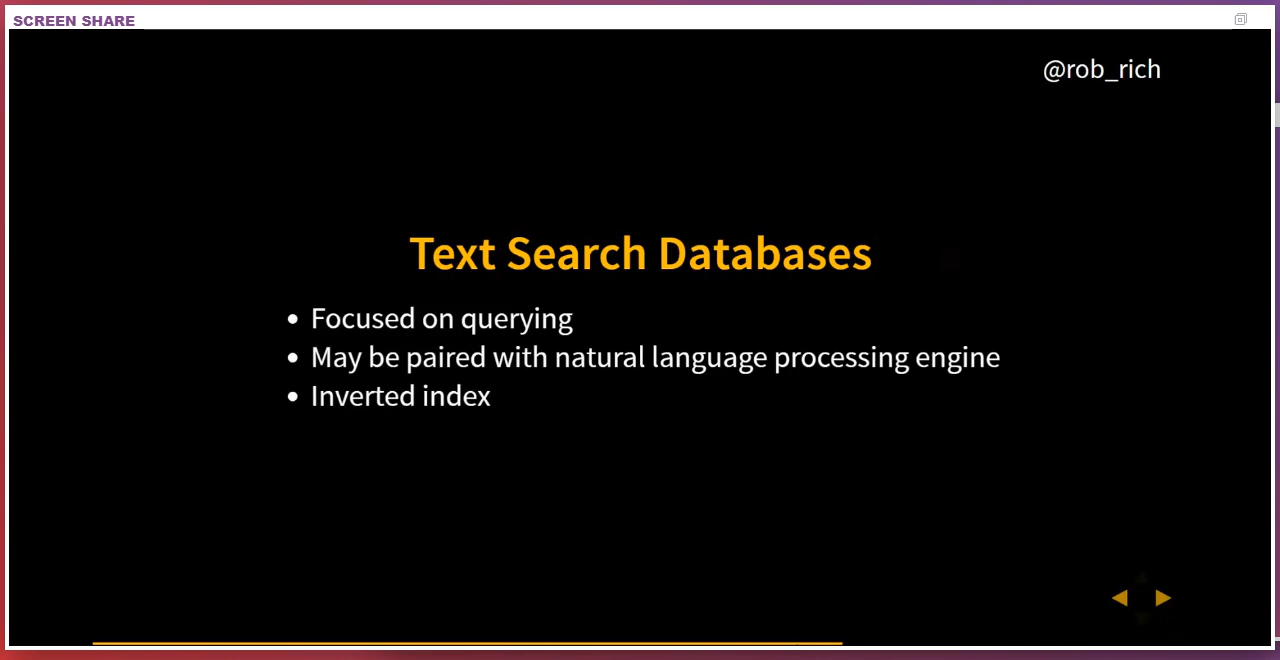 SCREEN SHARE
@rob_rich
Text Search Databases
• Focused on querying
• May be paired with natural language processing engine
• Inverted index